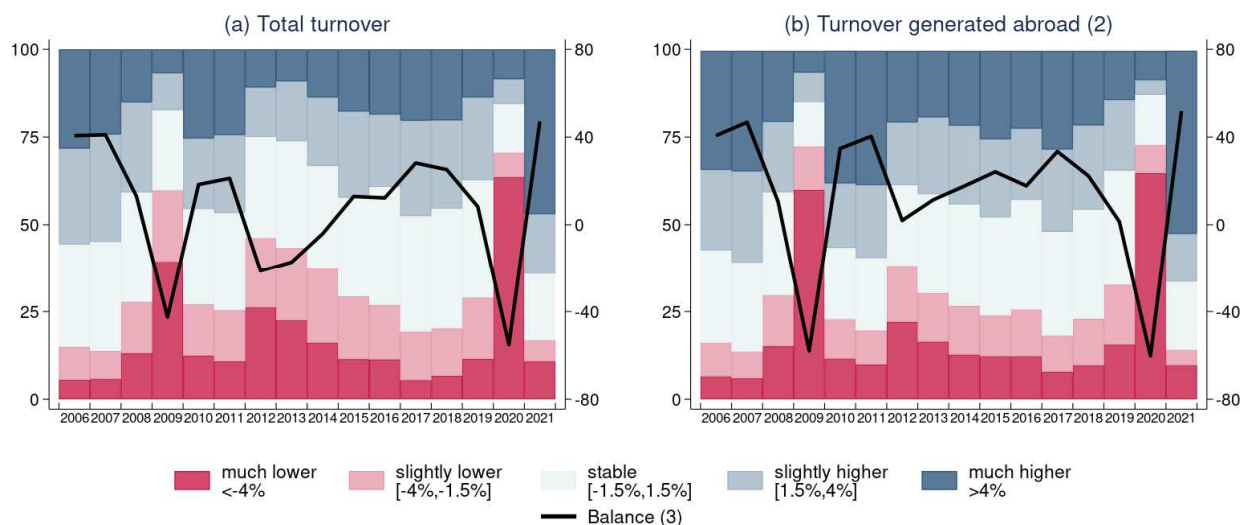 (a) Total turnover
100
75
50
25
0
80
40
0
-40
-80
2006 2007 2008 2009 2010 2011 2012 2013 2014 2015 2016 2017 2018 2019 2020 2021
(b) Turnover generated abroad (2)
100
75
50
25
0
80
40
0
-40
-80
2006 2007 2008 2009 2010 2011 2012 2013 2014 2015 2016 2017 2018 2019 2020 2021
much lower
<-4%
slightly lower
[-4%,-1.5%]
stable
[-1.5%,1.5%]
slightly higher
[1.5%,4%]
much higher
>4%
Balance (3)